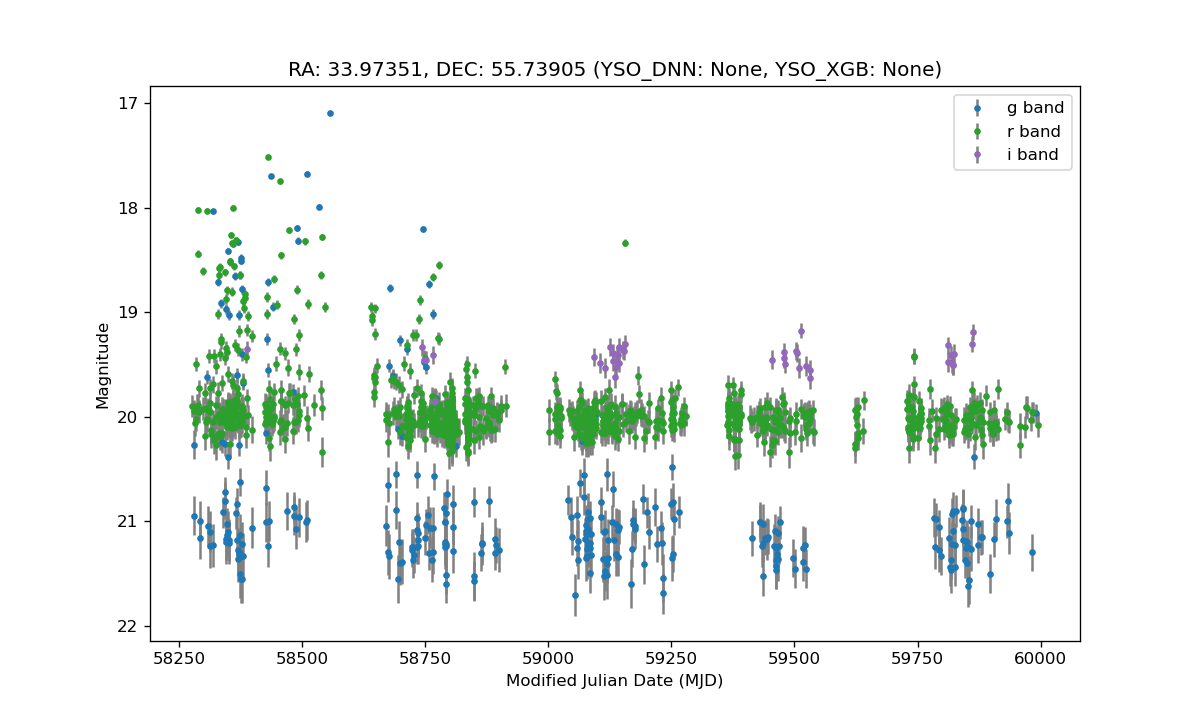 RA: 33.97351, DEC: 55.73905 (YSO_DNN: None, YSO_XGB: None)
g band
r band
i band
17
18
19
20
21
22
Magnitude
58250 58500 58750 59000 59250 59500 59750 60000
Modified Julian Date (MJD)